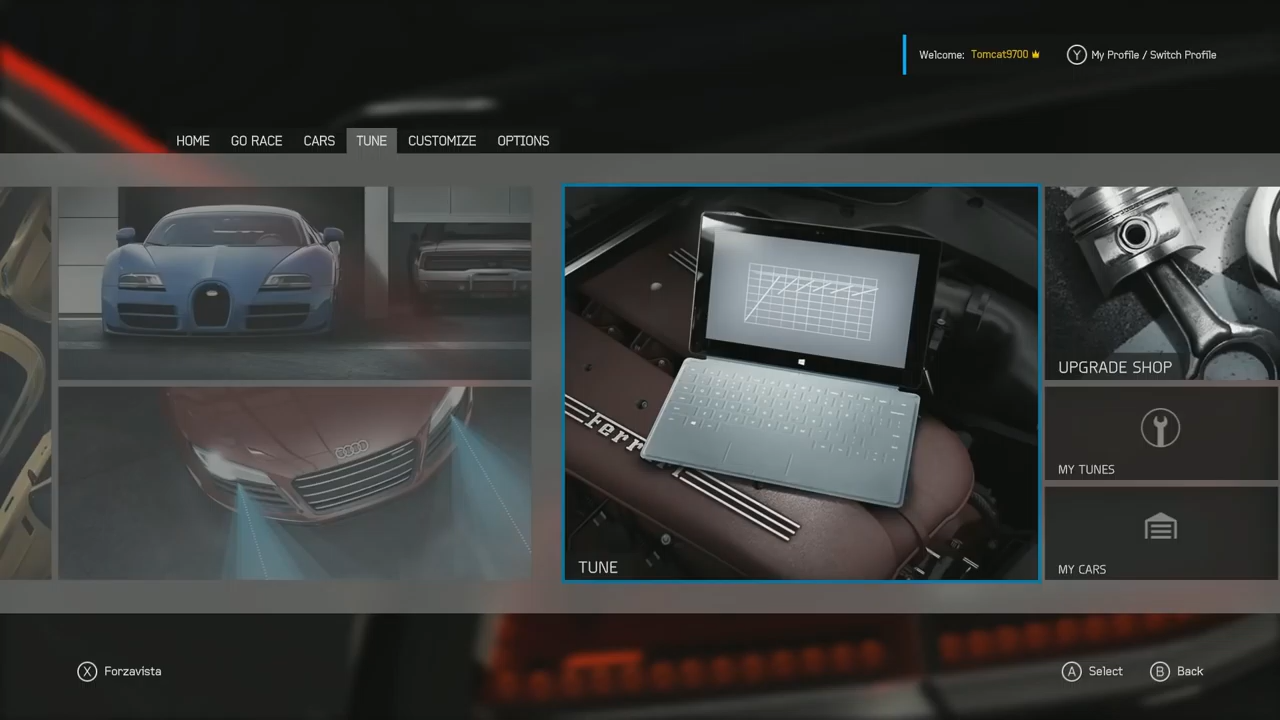 Welcome: Tomcat9700
Y My Profile / Switch Profile
HOME GO RACE CARS TUNE CUSTOMIZE OPTIONS
Ferr
UPGRADE SHOP
MY TUNES
TUNE
MY CARS
X Forzavista
A Select B Back